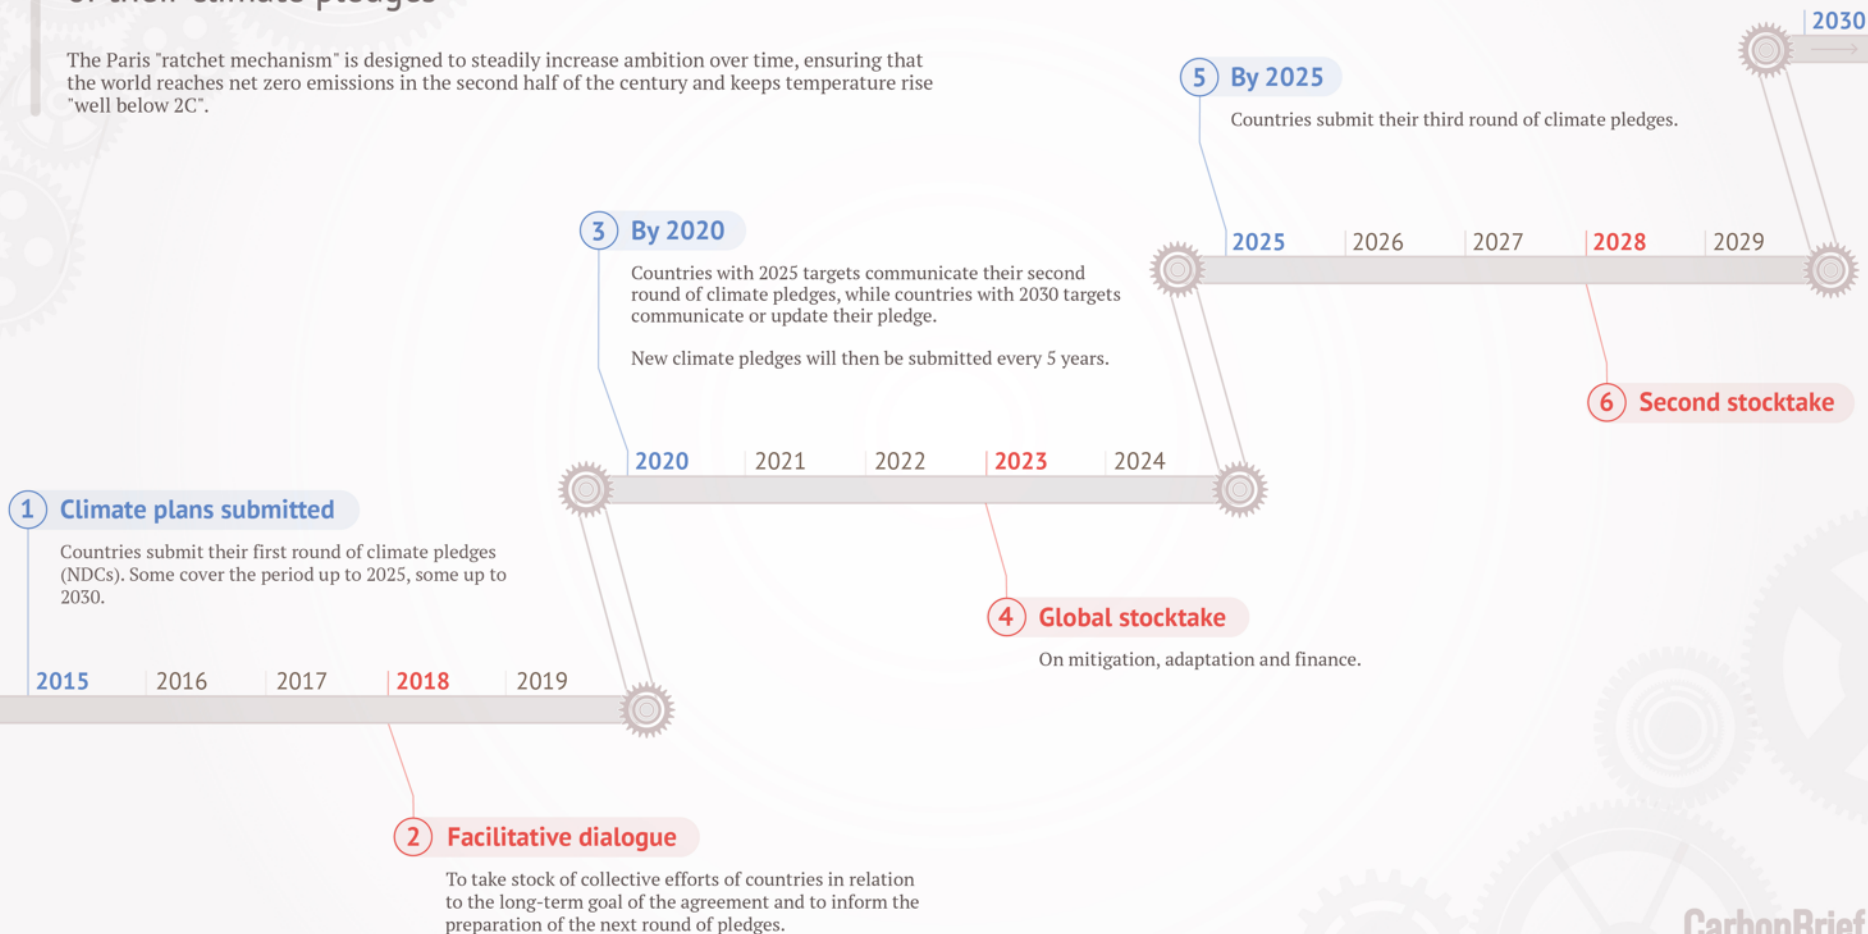 of their climate pledges
The Paris "ratchet mechanism" is designed to steadily increase ambition over time, ensuring that
the world reaches net zero emissions in the second half of the century and keeps temperature rise
"well below 2C".
2030
5 By 2025
Countries submit their third round of climate pledges.
2025 2026 2027 2028 2029
6 Second stocktake
3 By 2020
Countries with 2025 targets communicate their second
round of climate pledges, while countries with 2030 targets
communicate or update their pledge.
New climate pledges will then be submitted every 5 years.
2020 2021 2022 2023 2024
4 Global stocktake
On mitigation, adaptation and finance.
1 Climate plans submitted
Countries submit their first round of climate pledges
(NDCs). Some cover the period up to 2025, some up to
2030.
2015 2016 2017 2018 2019
2 Facilitative dialogue
To take stock of collective efforts of countries in relation
to the long-term goal of the agreement and to inform the
preparation of the next round of pledges.
CarbonBrief